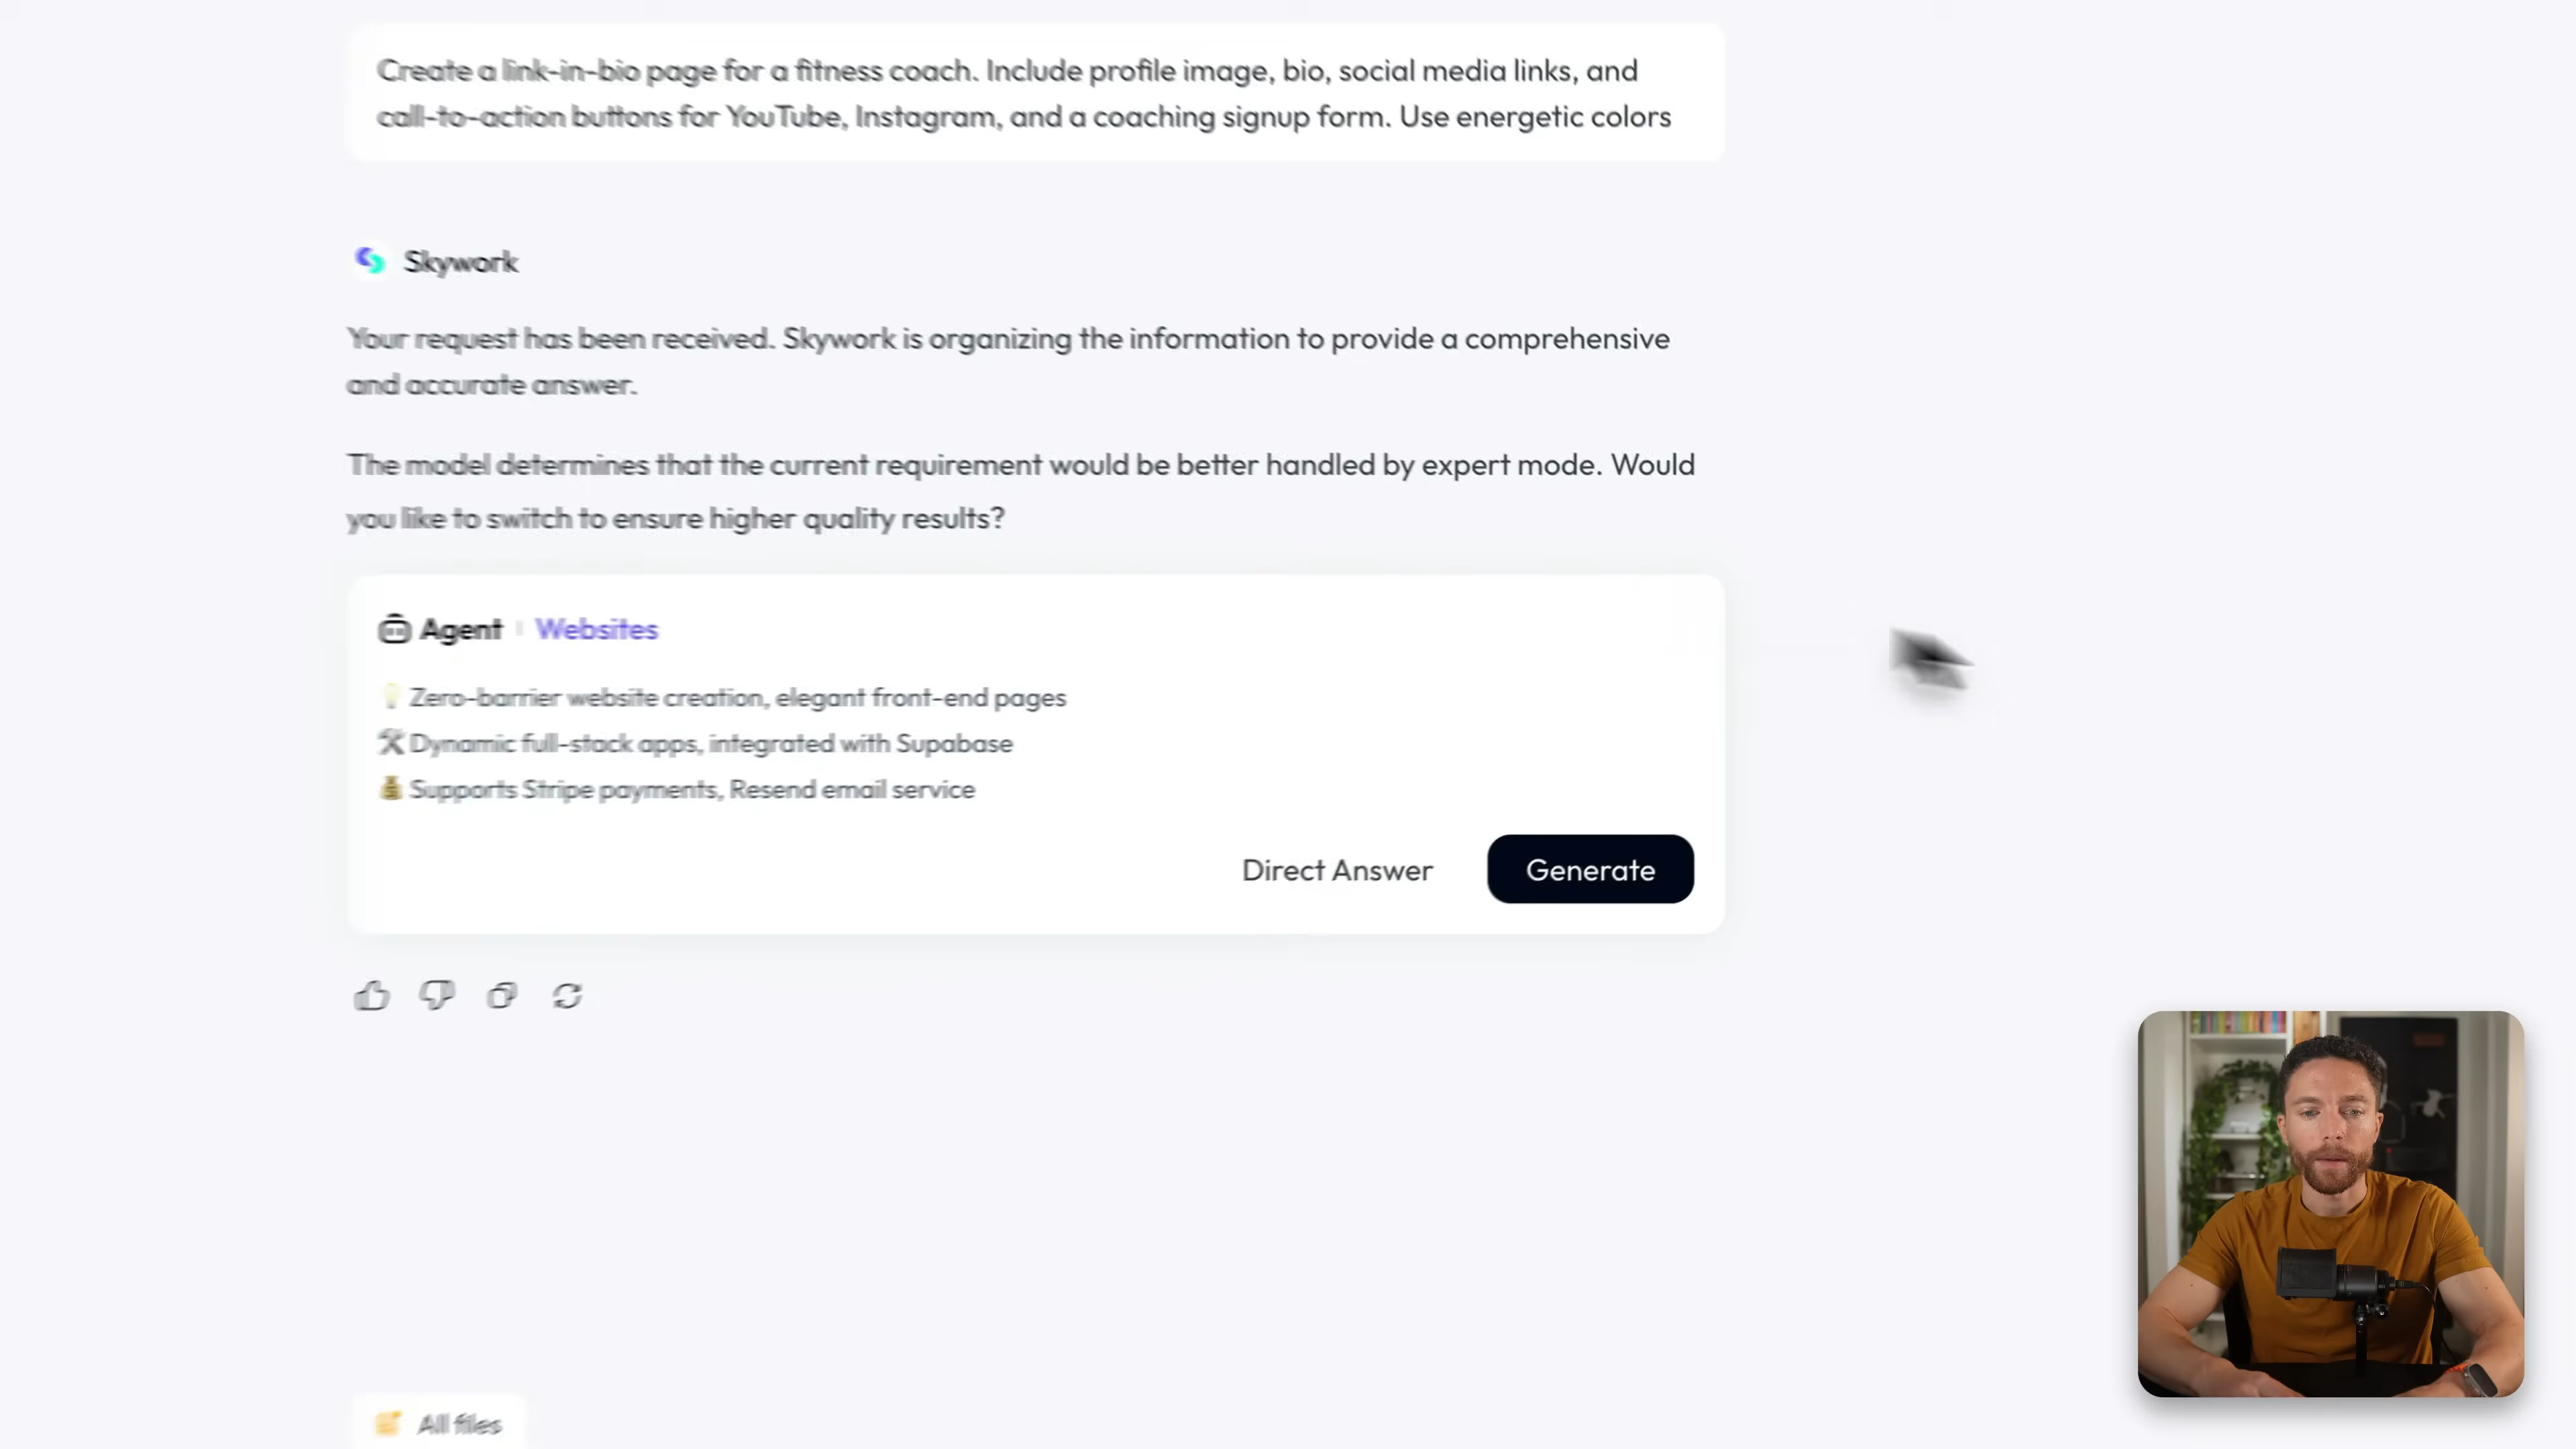 Create a link-in-bio page for a fitness coach. Include profile image, bio, social media links, and
call-to-action buttons for YouTube, Instagram, and a coaching signup form. Use energetic colors
Skywork
Your request has been received. Skywork is organizing the information to provide a comprehensive
and accurate answer.
The model determines that the current requirement would be better handled by expert mode. Would
you like to switch to ensure higher quality results?
Agent Websites
Zero-barrier website creation, elegant front-end pages
Dynamic full-stack apps, integrated with Supabase
Supports Stripe payments, Resend email service
Direct Answer Generate
All files